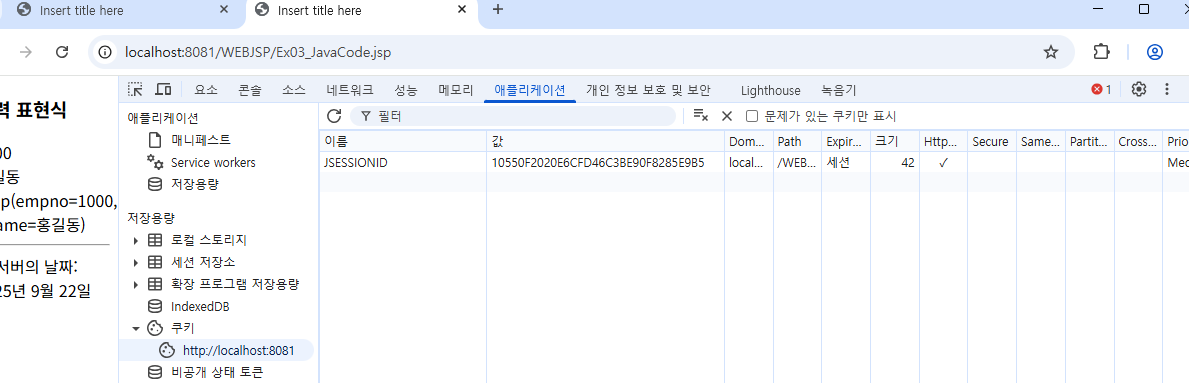 Insert title here
Insert title here
localhost:8081/WEBJSP/Ex03_JavaCode.jsp
요소 콘솔 소스 네트워크 성능 메모리 애플리케이션 개인 정보 보호 및 보안 Lighthouse 녹음기 1
력 표현식
00
길동
p(empno=1000,
ame=홍길동)
서버의 날짜:
25년 9월 22일
애플리케이션
매니페스트
Service workers
저장용량
저장용량
로컬 스토리지
세션 저장소
확장 프로그램 저장용량
IndexedDB
쿠키
http://localhost:8081
비공개 상태 토큰
필터 문제가 있는 쿠키만 표시
이름 값 Dom... Path Expir... 크기 Http... Secure Same... Partit... Cross... Prio
JSESSIONID 10550F2020E6CFD46C3BE90F8285E9B5 local... /WEB... 세션 42 ✓ Med